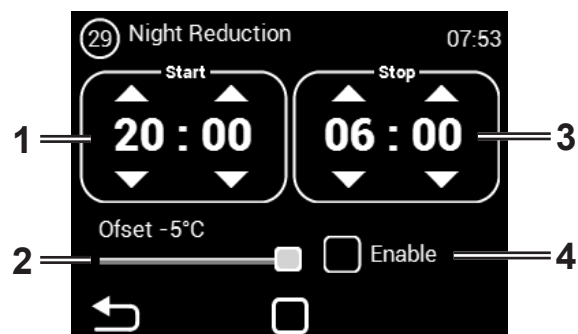 29 Night Reduction 07:53
Start Stop
1 20 : 00 06 : 00 3
Ofset -5°C
2 Enable 4